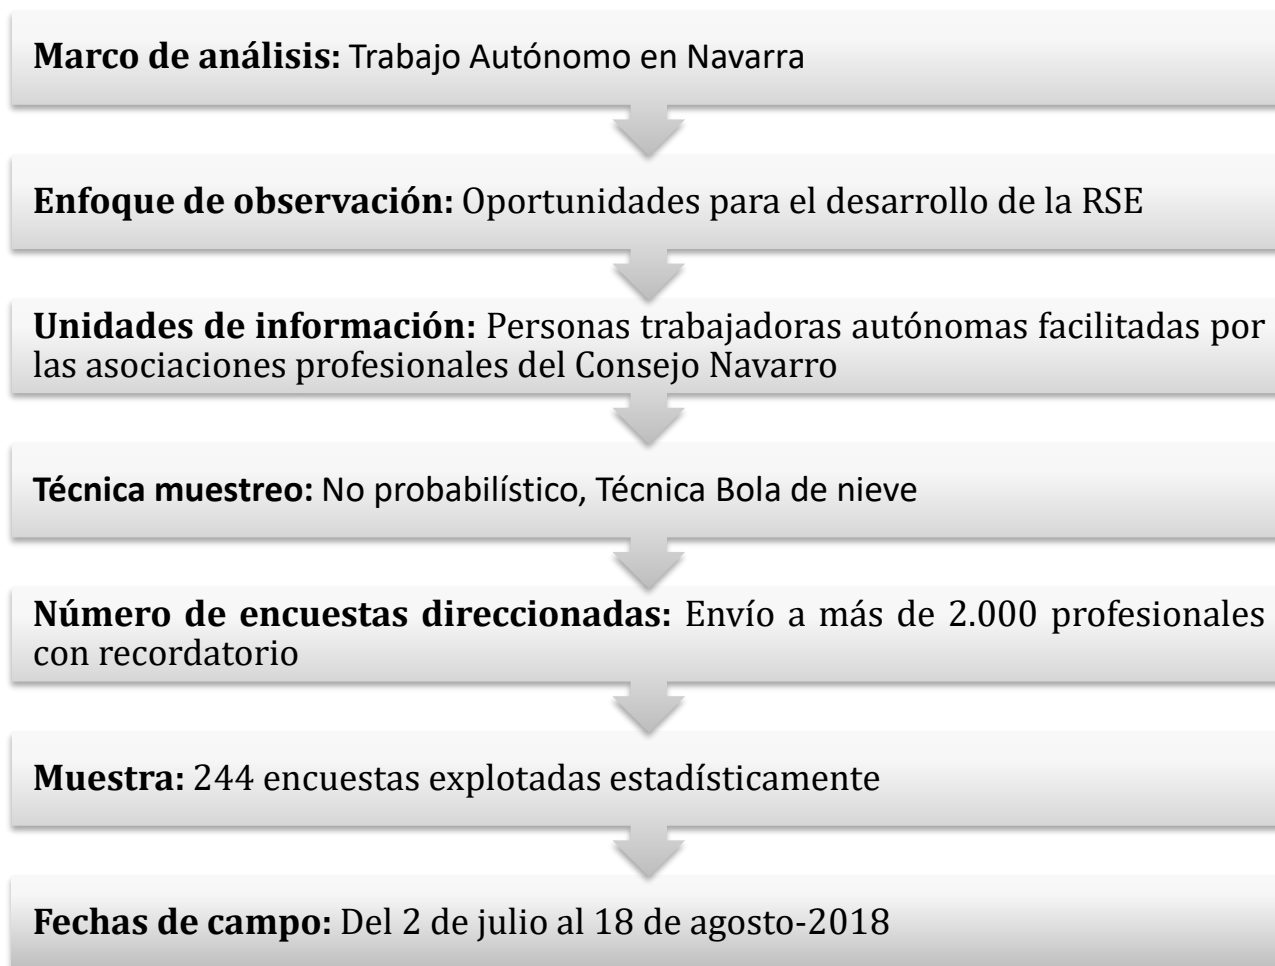 Marco de análisis: Trabajo Autónomo en Navarra
Enfoque de observación: Oportunidades para el desarrollo de la RSE
Unidades de información: Personas trabajadoras autónomas facilitadas por
las asociaciones profesionales del Consejo Navarro
Técnica muestreo: No probabilístico, Técnica Bola de nieve
Número de encuestas direccionadas: Envío a más de 2.000 profesionales
con recordatorio
Muestra: 244 encuestas explotadas estadísticamente
Fechas de campo: Del 2 de julio al 18 de agosto-2018